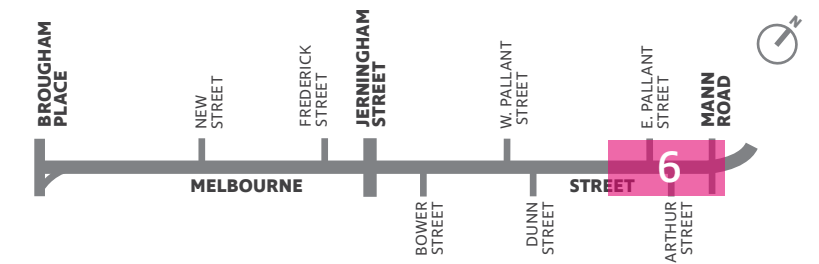 BROUGHAM
PLACE
NEW
STREET
FREDERICK
STREET
JERNINGHAM
STREET
W. PALLANT
STREET
E. PALLANT
STREET
MANN
ROAD
N
6
MELBOURNE
STREET
BOWER
STREET
DUNN
STREET
ARTHUR
STREET